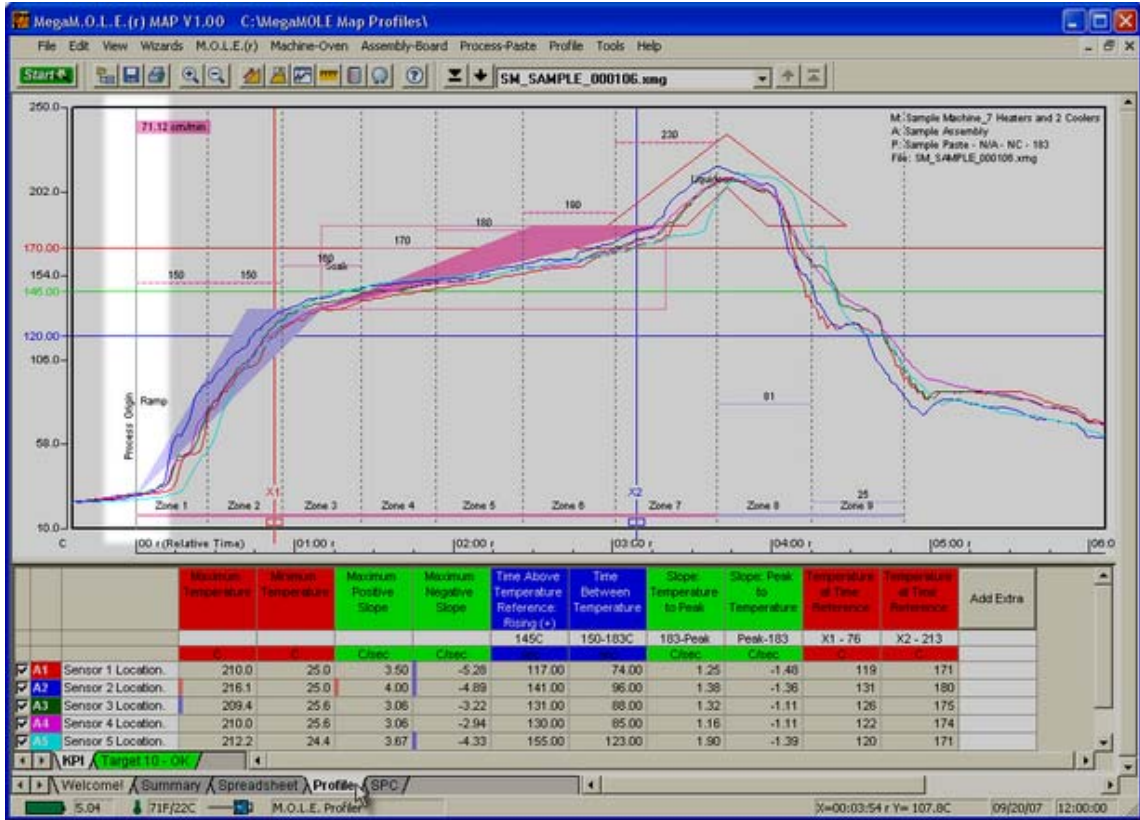 MegaM.O.L.E.(r) MAP V1.00 C:\MegaMOLE Map Profiles\
File Edit View Wizards M.O.L.E.(r) Machine-Oven Assembly-Board Process-Paste Profile Tools Help
Start SM_SAMPLE_000106.xmg
250.0
71.12 cm/min
M: Sample Machine_7 Heaters and 2 Coolers
A: Sample Assembly
P: Sample Paste - N/A - NC - 183
File: SM_SAMPLE_000106.xmg
230
Liquidous
202.0
190
180
170
170.00
160
Soak
154.0
150 150
145.00
120.00
106.0
Ramp
81
Process Origin
58.0
X1 X2
25
Zone 1 Zone 2 Zone 3 Zone 4 Zone 5 Zone 6 Zone 7 Zone 8 Zone 9
10.0
C 00 r (Relative Time) 01:00 r 02:00 r 03:00 r 04:00 r 05:00 r 06:0
Maximum Temperature Minimum Temperature Maximum Positive Slope Maximum Negative Slope Time Above Temperature Reference: Rising (+) Time Between Temperature Slope: Temperature to Peak Slope: Peak to Temperature Temperature at Time Reference Temperature at Time Reference Add Extra
145C 150-183C 183-Peak Peak-183 X1 - 76 X2 - 213
C C C/sec C/sec C/sec C/sec C C
A1 Sensor 1 Location. 210.0 25.0 3.50 -5.28 117.00 74.00 1.25 -1.48 119 171
A2 Sensor 2 Location. 216.1 25.0 4.00 -4.89 141.00 96.00 1.38 -1.36 131 180
A3 Sensor 3 Location. 209.4 25.6 3.06 -3.22 131.00 88.00 1.32 -1.11 126 175
A4 Sensor 4 Location. 210.0 25.6 3.06 -2.94 130.00 85.00 1.16 -1.11 122 174
A5 Sensor 5 Location. 212.2 24.4 3.67 -4.33 155.00 123.00 1.90 -1.39 120 171
KPI Target 10 - OK
Welcome! Summary Spreadsheet Profile SPC
5.04 71F/22C M.O.L.E. Profiler X=00:03:54 r Y= 107.8C 09/20/07 12:00:00